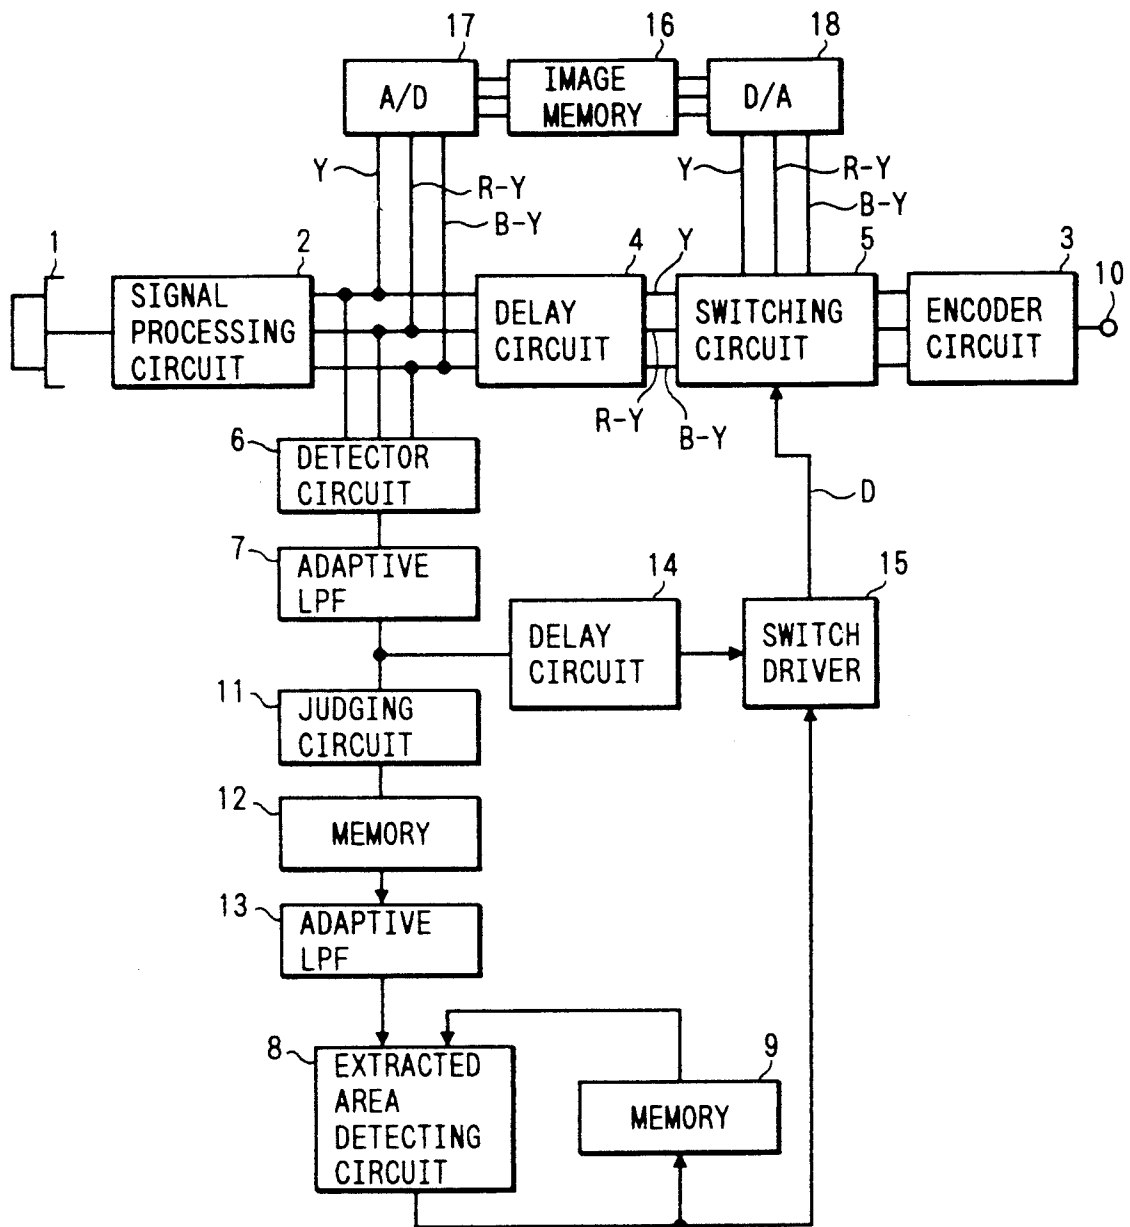 17
16
18
A/D
IMAGE
MEMORY
D/A
Y
R-Y
B-Y
Y
R-Y
B-Y
1
2
4
Y
5
3
10
SIGNAL
PROCESSING
CIRCUIT
DELAY
CIRCUIT
SWITCHING
CIRCUIT
ENCODER
CIRCUIT
R-Y
B-Y
6
DETECTOR
CIRCUIT
D
7
ADAPTIVE
LPF
14
DELAY
CIRCUIT
15
SWITCH
DRIVER
11
JUDGING
CIRCUIT
12
MEMORY
13
ADAPTIVE
LPF
8
EXTRACTED
AREA
DETECTING
CIRCUIT
9
MEMORY